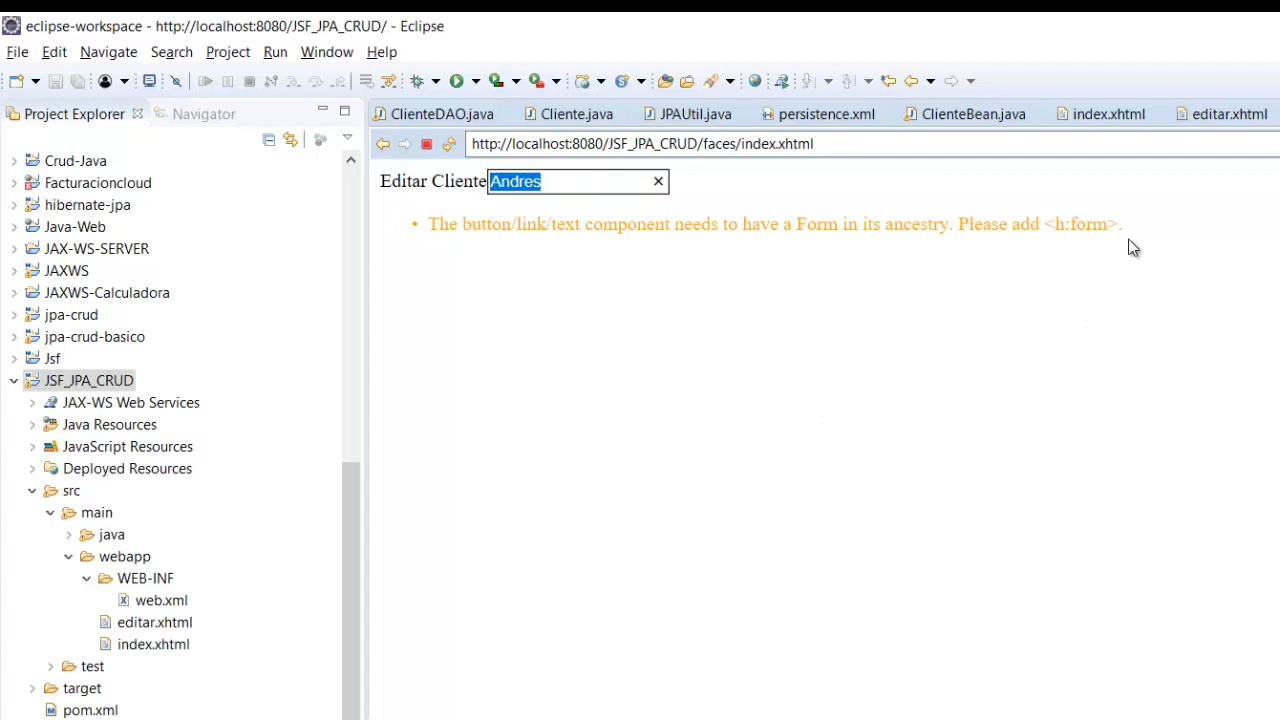 eclipse-workspace - http://localhost:8080/JSF_JPA_CRUD/ - Eclipse
File Edit Navigate Search Project Run Window Help
Project Explorer Navigator
ClienteDAO.java Cliente.java JPAUtil.java persistence.xml ClienteBean.java index.xhtml editar.xhtml
http://localhost:8080/JSF_JPA_CRUD/faces/index.xhtml
Editar Cliente Andres
The button/link/text component needs to have a Form in its ancestry. Please add <h:form>.
Crud-Java
Facturacioncloud
hibernate-jpa
Java-Web
JAX-WS-SERVER
JAXWS
JAXWS-Calculadora
jpa-crud
jpa-crud-basico
Jsf
JSF_JPA_CRUD
JAX-WS Web Services
Java Resources
JavaScript Resources
Deployed Resources
src
main
java
webapp
WEB-INF
web.xml
editar.xhtml
index.xhtml
test
target
pom.xml